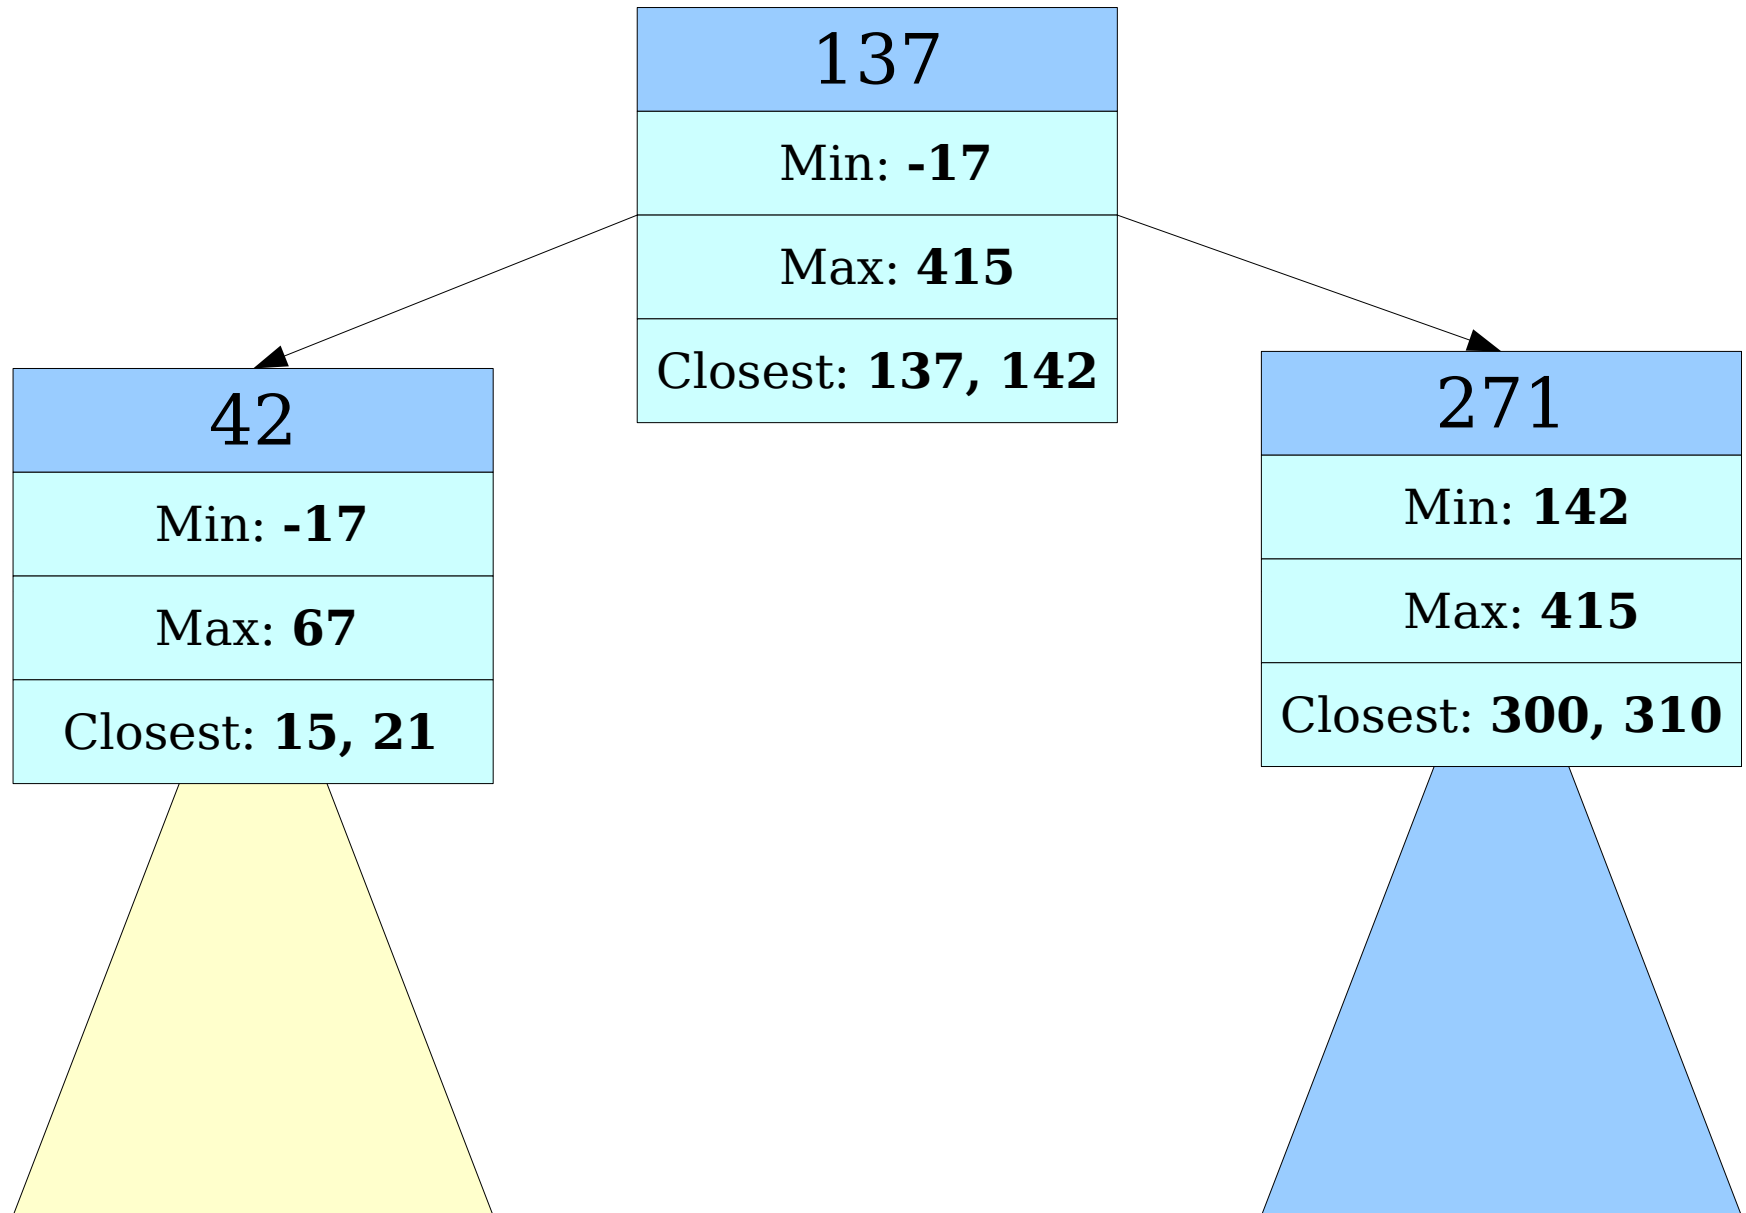 137
Min: -17
Max: 415
Closest: 137, 142
42
Min: -17
Max: 67
Closest: 15, 21
271
Min: 142
Max: 415
Closest: 300, 310